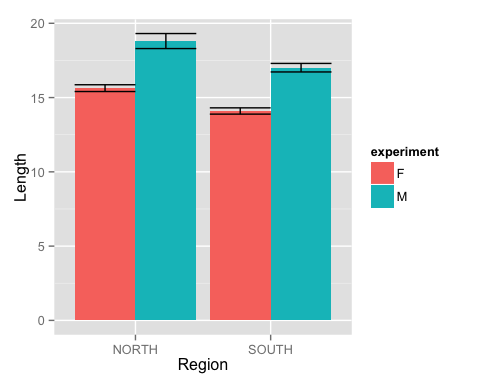 20
15
10
5
0
Length
NORTH SOUTH
Region
experiment
F
M